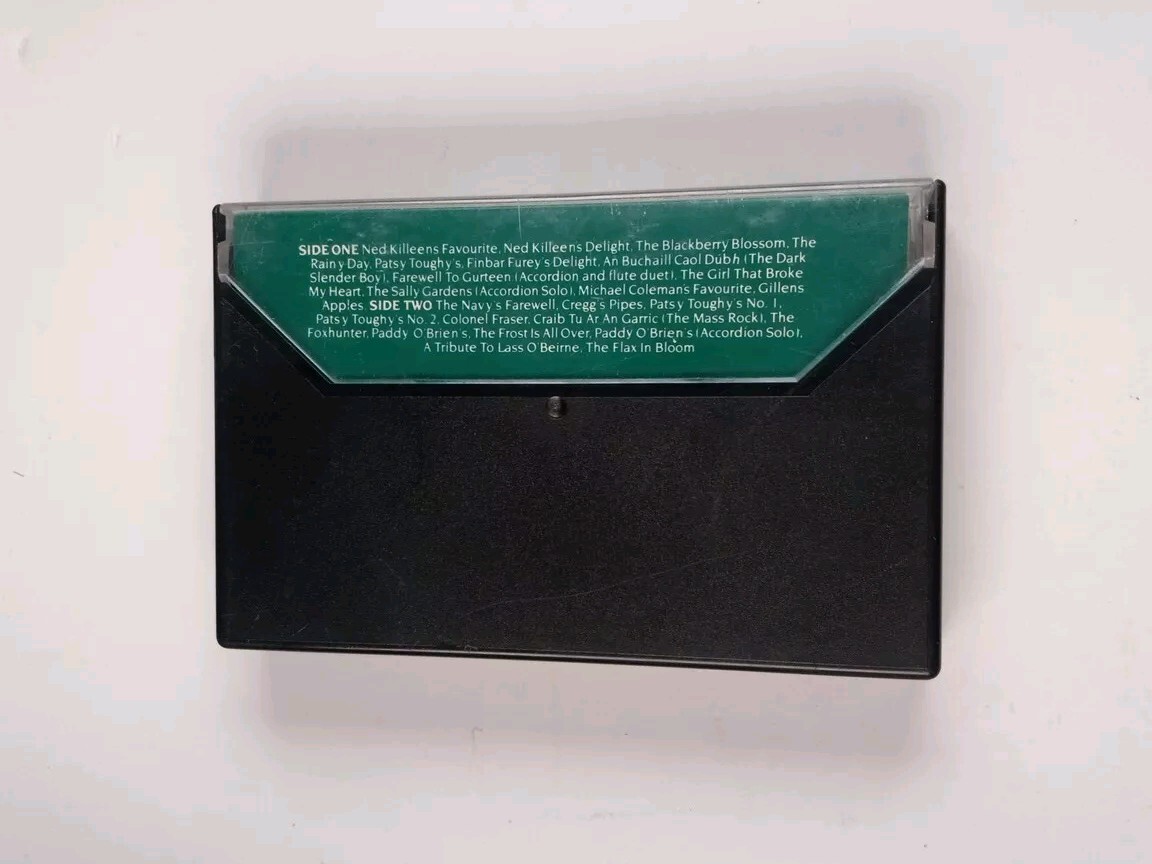 SIDE ONE Ned Killeens Favourite, Ned Killeens Delight, The Blackberry Blossom, The
Rainy Day, Patsy Toughy's, Finbar Furey's Delight, An Buchaill Caol Dubh (The Dark
Slender Boy), Farewell To Gurteen (Accordion and flute duet), The Girl That Broke
My Heart, The Sally Gardens (Accordion Solo), Michael Colemans Favourite, Gillens
Apples. SIDE TWO The Navy's Farewell, Cregg's Pipes, Patsy Toughy's No. 1,
Patsy Toughy's No. 2, Colonel Fraser, Craib Tu Ar An Garric (The Mass Rock), The
Foxhunter, Paddy O Brien's, The Frost Is All Over, Paddy O Brien's (Accordion Solo),
A Tribute To Lass O Beirne, The Flax In Bloom